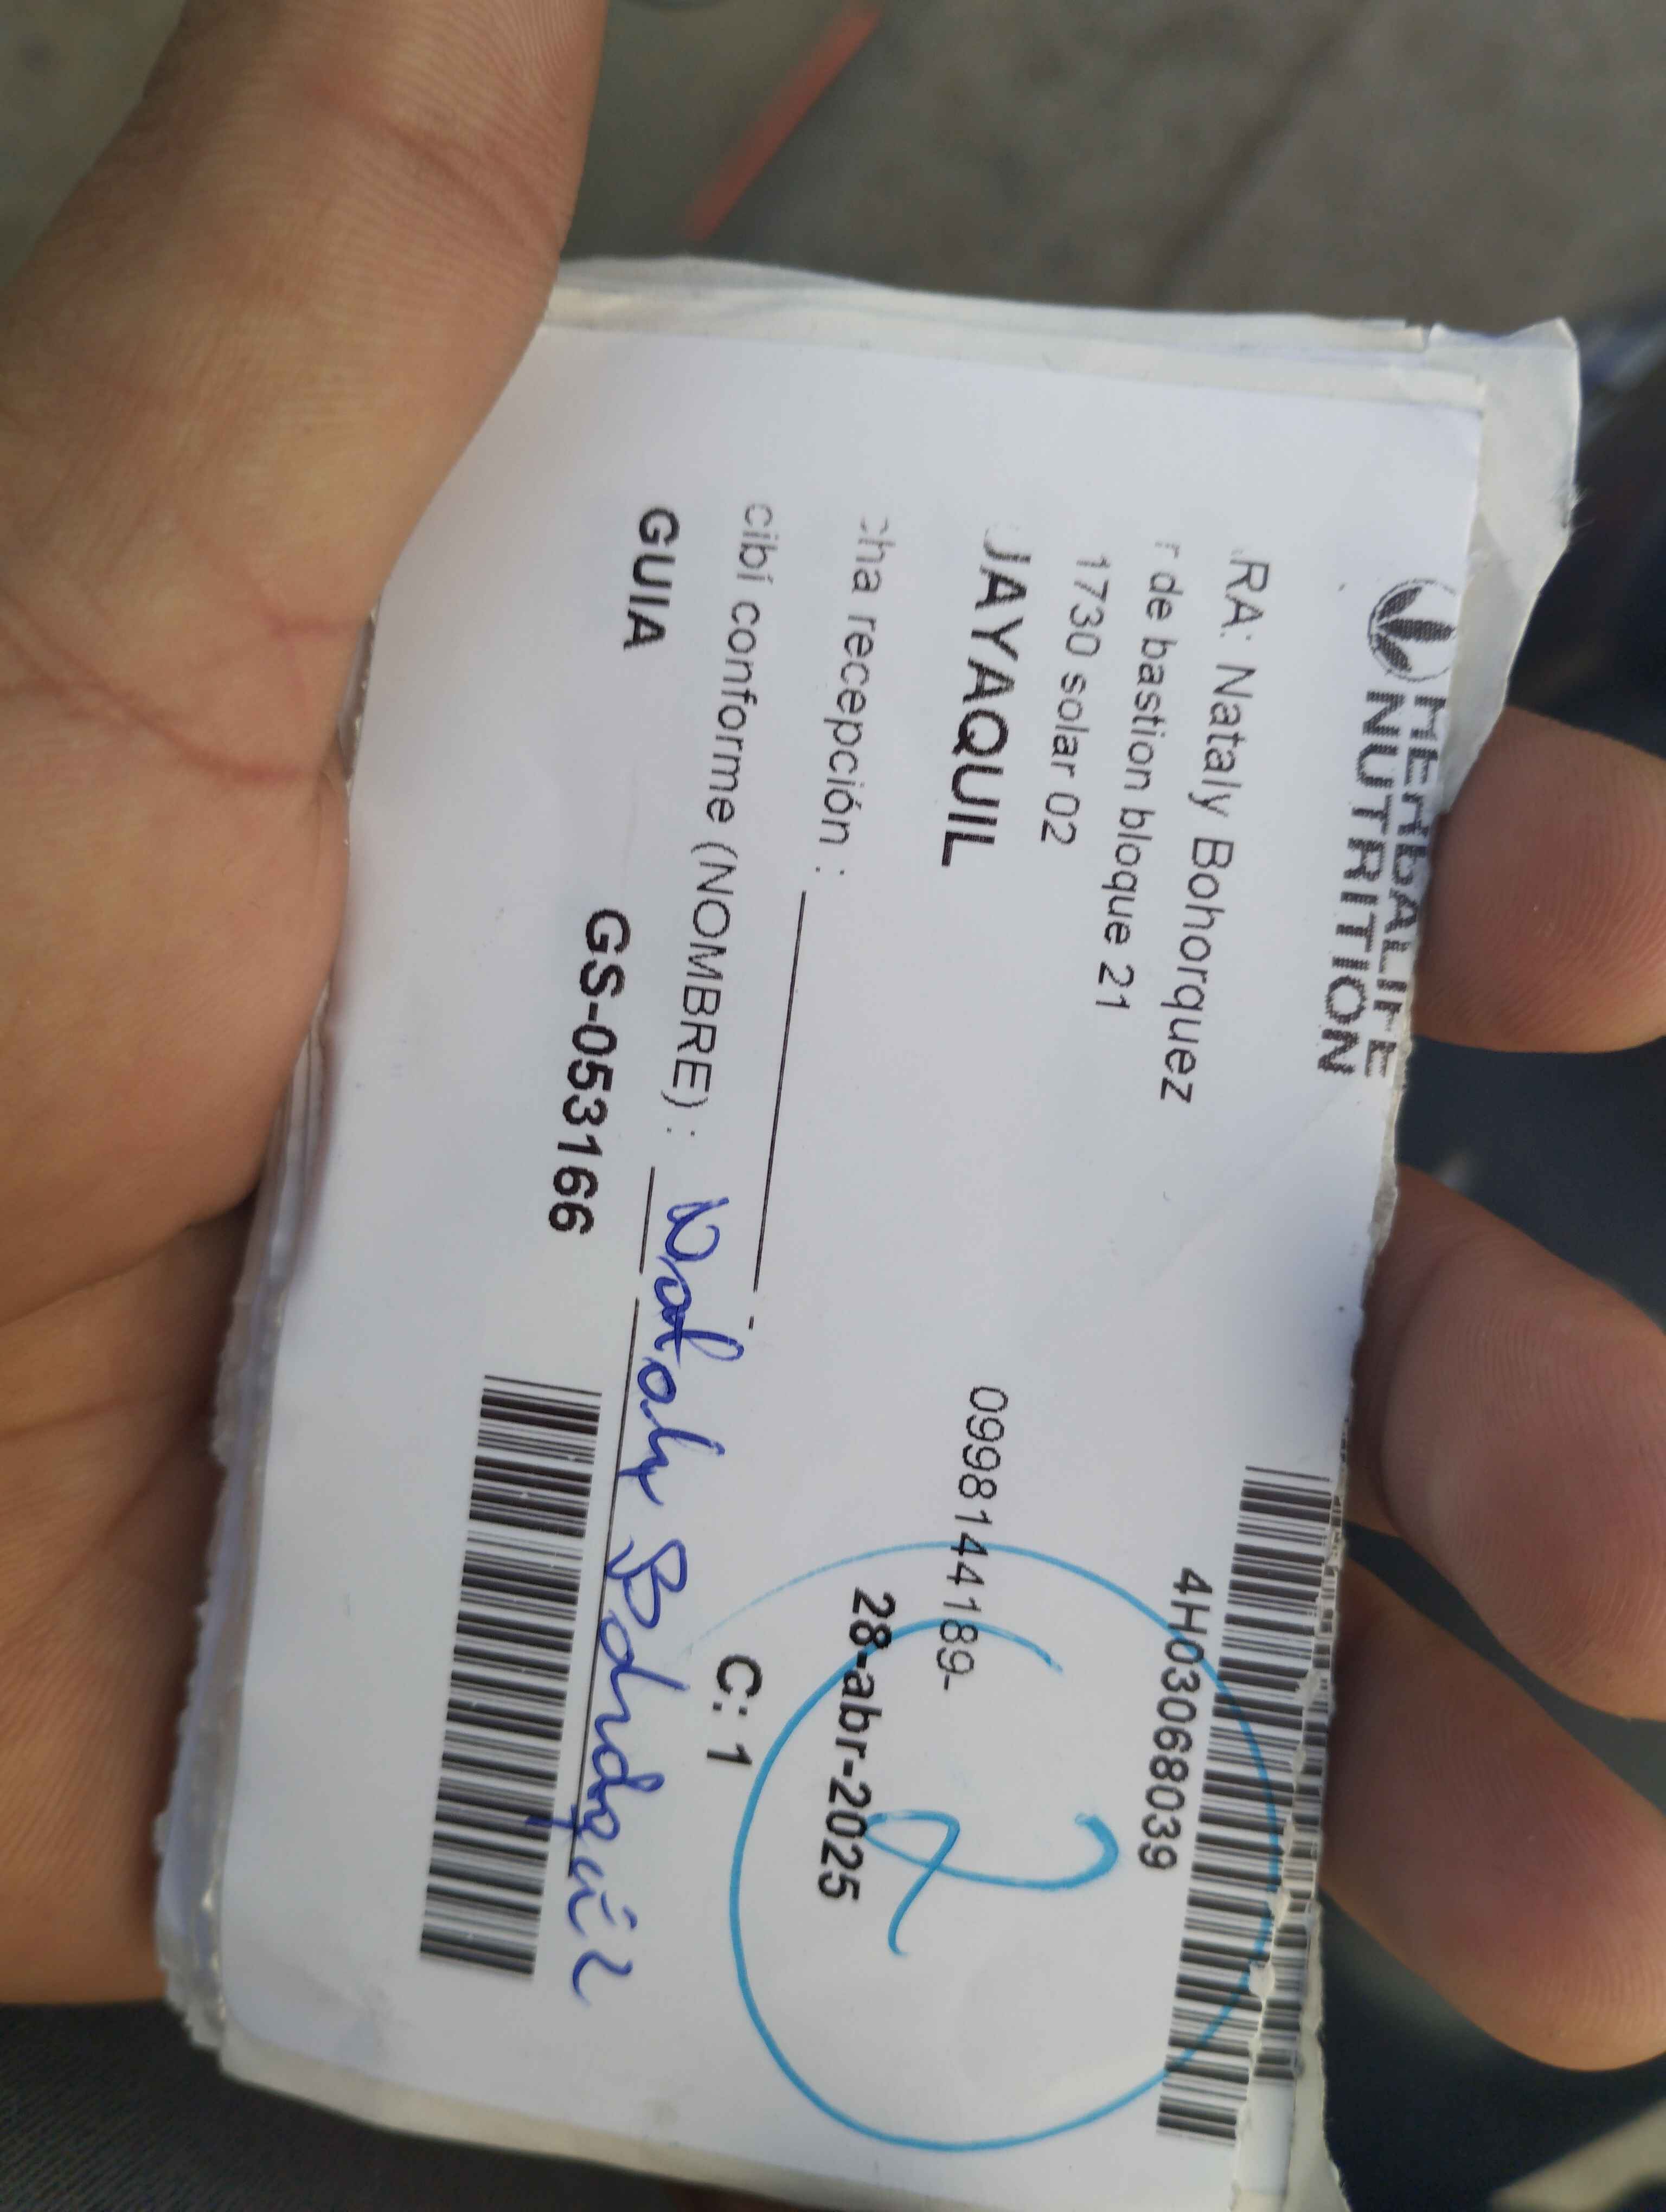 HERBALIFE
NUTRITION
4H03068039
RA: Nataly Bohorquez
r de bastion bloque 21
1730 solar 02
JAYAQUIL
0998144189-
cha recepción :
28-abr-2025
cibí conforme (NOMBRE) : Nataly
C: 1
GUIA
GS-053166